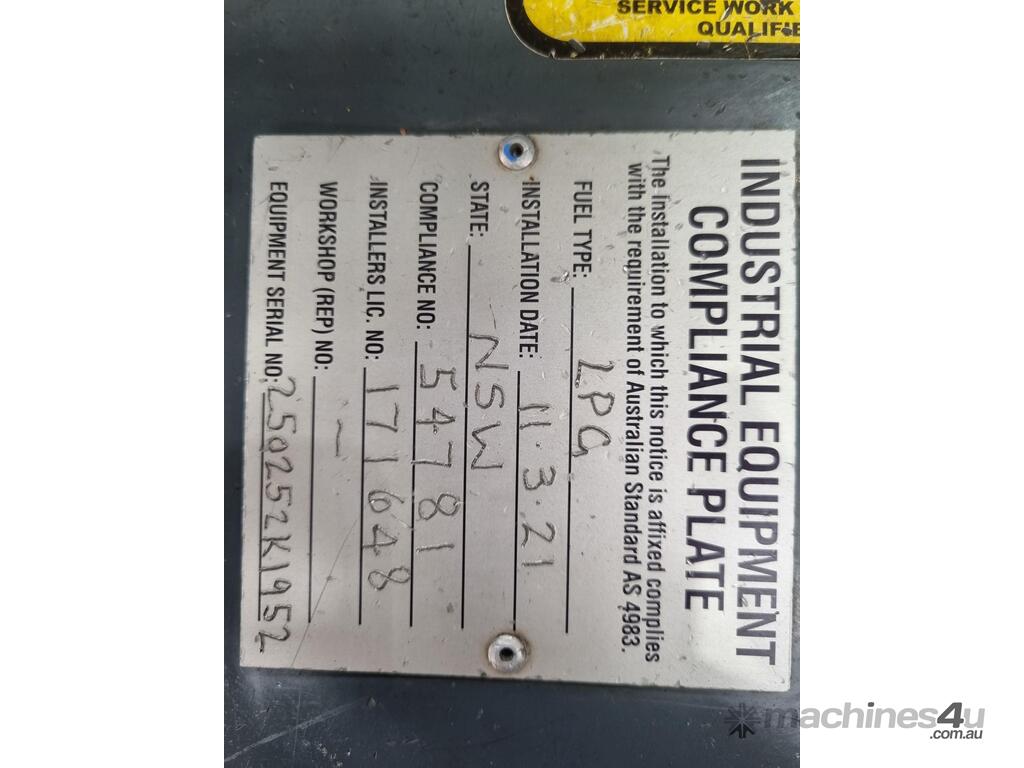 SERVICE WORK
INDUSTRIAL EQUIPMENT
COMPLIANCE PLATE
The Installation to which this notice is affixed complies
with the requirement of Australian Standard AS 4983.
FUEL TYPE: LPG
INSTALLATION DATE: 11.3.21
STATE: NSW
COMPLIANCE NO: 54781
INSTALLERS LIC. NO: 171648
WORKSHOP (REP) NO: —
EQUIPMENT SERIAL NO: 250252K1952
machines4u
.com.au